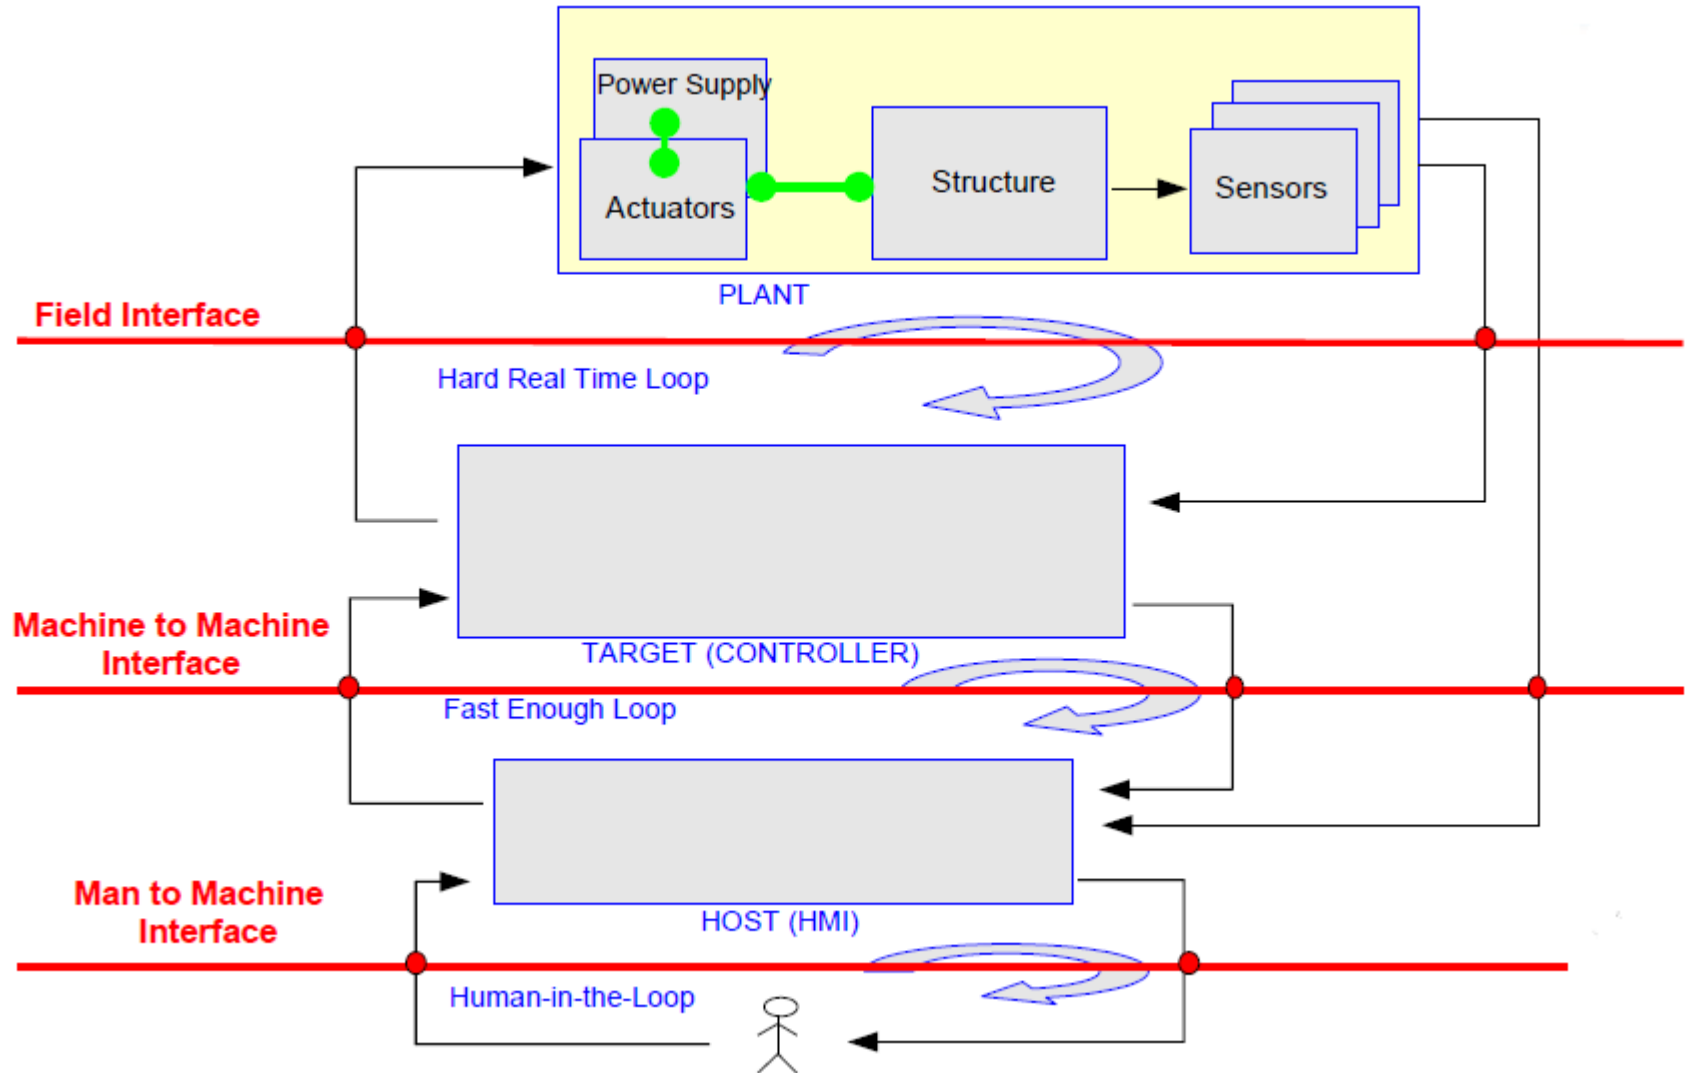 Power Supply
Actuators
Structure
Sensors
PLANT
Field Interface
Hard Real Time Loop
Machine to Machine
Interface
TARGET (CONTROLLER)
Fast Enough Loop
Man to Machine
Interface
HOST (HMI)
Human-in-the-Loop